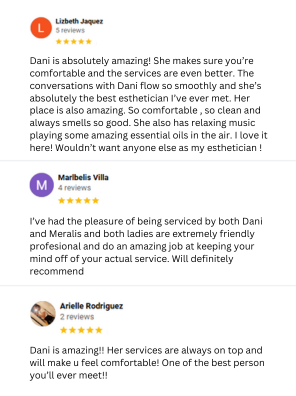 L
Lizbeth Jaquez
5 reviews
Dani is absolutely amazing! She makes sure you're
comfortable and the services are even better. The
conversations with Dani flow so smoothly and she's
absolutely the best esthetician I've ever met. Her
place is also amazing. So comfortable , so clean and
always smells so good. She also has relaxing music
playing some amazing essential oils in the air. I love it
here! Wouldn't want anyone else as my esthetician !
M
Marlbelis Villa
4 reviews
I've had the pleasure of being serviced by both Dani
and Meralis and both ladies are extremely friendly
profesional and do an amazing job at keeping your
mind off of your actual service. Will definitely
recommend
Arielle Rodriguez
2 reviews
Dani is amazing!! Her services are always on top and
will make u feel comfortable! One of the best person
you'll ever meet!!